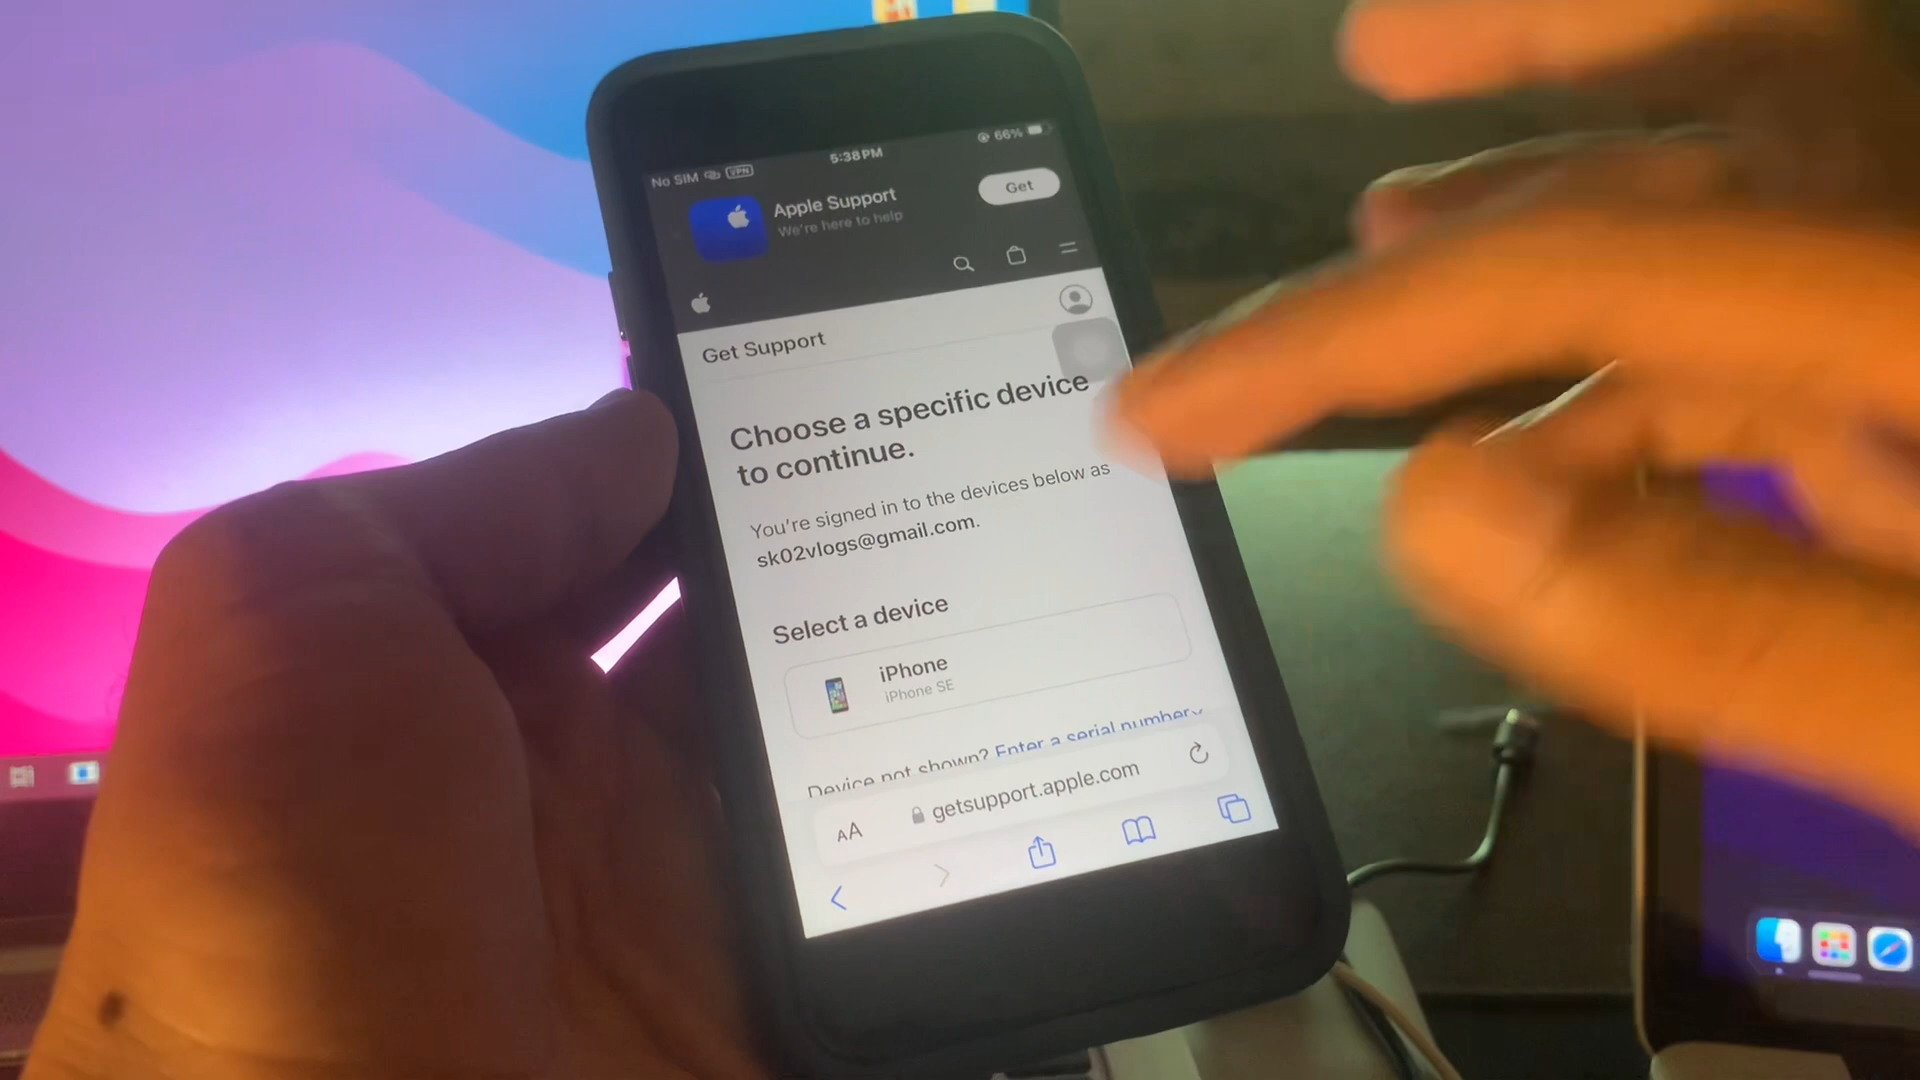 No SIM VPN 5:38 PM 66%
Apple Support
We're here to help
Get
Get Support
Choose a specific device
to continue.
You're signed in to the devices below as
sk02vlogs@gmail.com.
Select a device
iPhone
iPhone SE
Device not shown? Enter a serial number
AA getsupport.apple.com